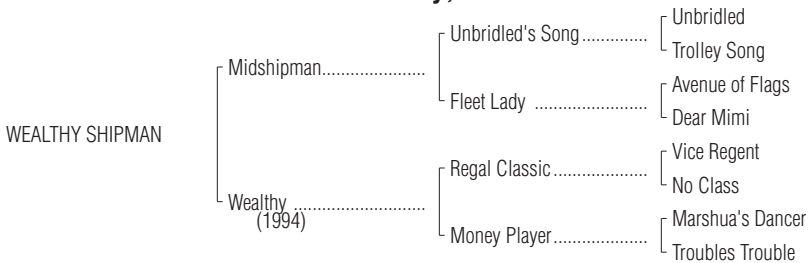 Unbridled
Unbridled's Song..............
Trolley Song
Midshipman......................
Avenue of Flags
Fleet Lady ........................
Dear Mimi
WEALTHY SHIPMAN
Vice Regent
Regal Classic....................
No Class
Wealthy ............................
(1994)
Marshua's Dancer
Money Player....................
Troubles Trouble